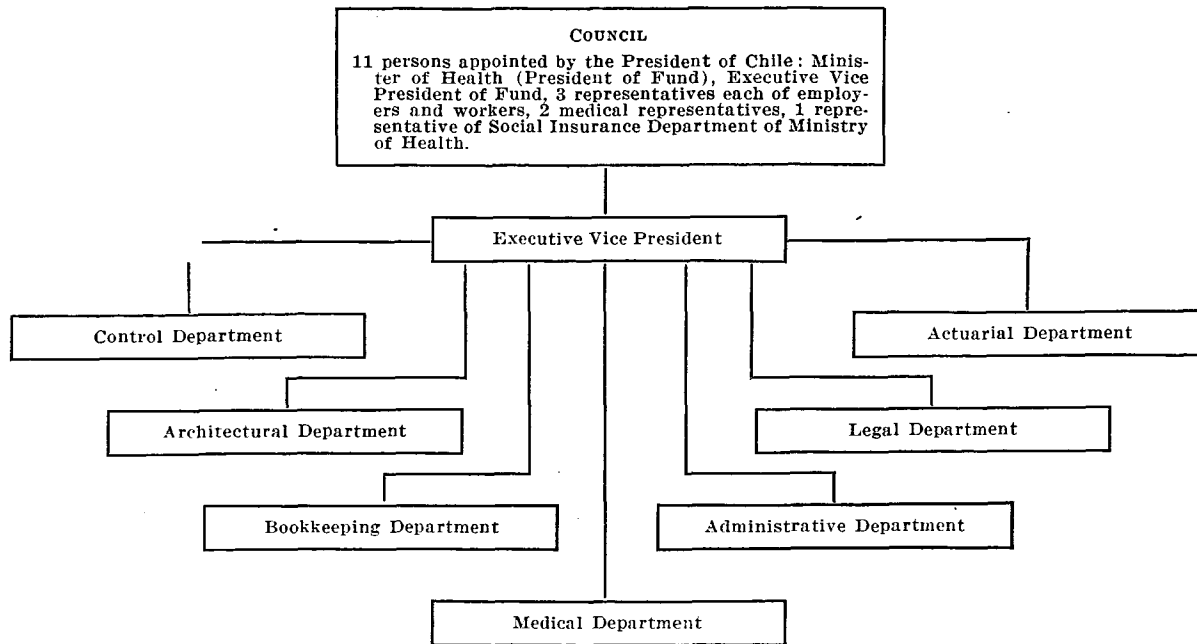 COUNCIL
11 persons appointed by the President of Chile: Minis-
ter of Health (President of Fund), Executive Vice
President of Fund, 3 representatives each of employ-
ers and workers, 2 medical representatives, 1 repre-
sentative of Social Insurance Department of Ministry
of Health.
Executive Vice President
Control Department
Actuarial Department
Architectural Department
Legal Department
Bookkeeping Department
Administrative Department
Medical Department